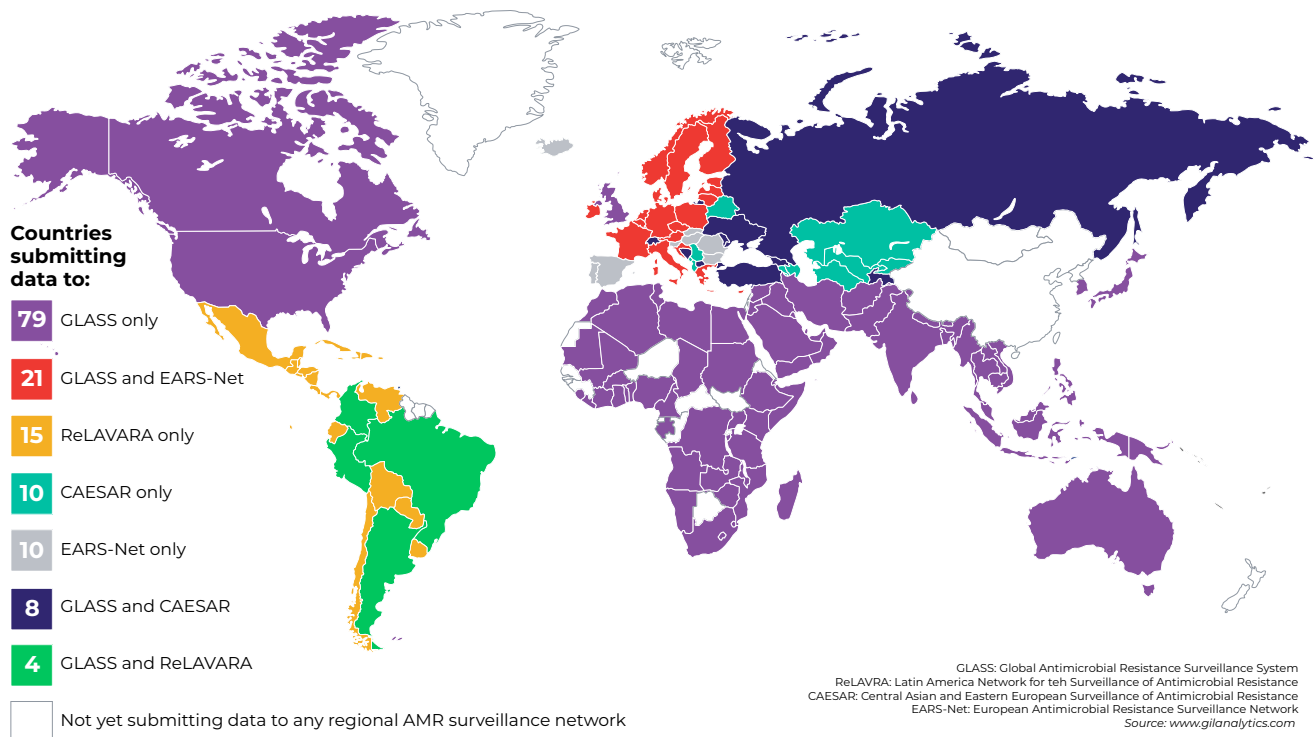 Countries
submitting
data to:
79 GLASS only
21 GLASS and EARS-Net
15 ReLAVARA only
10 CAESAR only
10 EARS-Net only
8 GLASS and CAESAR
4 GLASS and ReLAVARA
Not yet submitting data to any regional AMR surveillance network
GLASS: Global Antimicrobial Resistance Surveillance System
ReLAVRA: Latin America Network for teh Surveillance of Antimicrobial Resistance
CAESAR: Central Asian and Eastern European Surveillance of Antimicrobial Resistance
EARS-Net: European Antimicrobial Resistance Surveillance Network
Source: www.gilanalytics.com